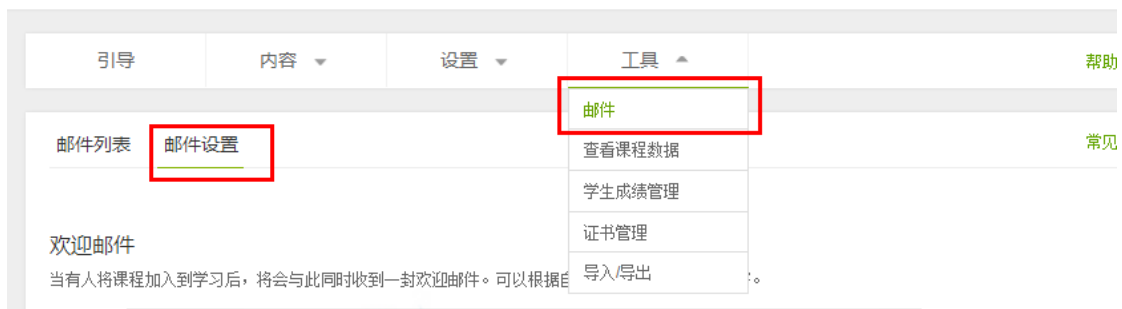 引导 内容 设置 工具 帮助
邮件
邮件列表 邮件设置 常见
查看课程数据
学生成绩管理
证书管理
欢迎邮件
导入/导出
当有人将课程加入到学习后，将会与此同时收到一封欢迎邮件。可以根据自 。